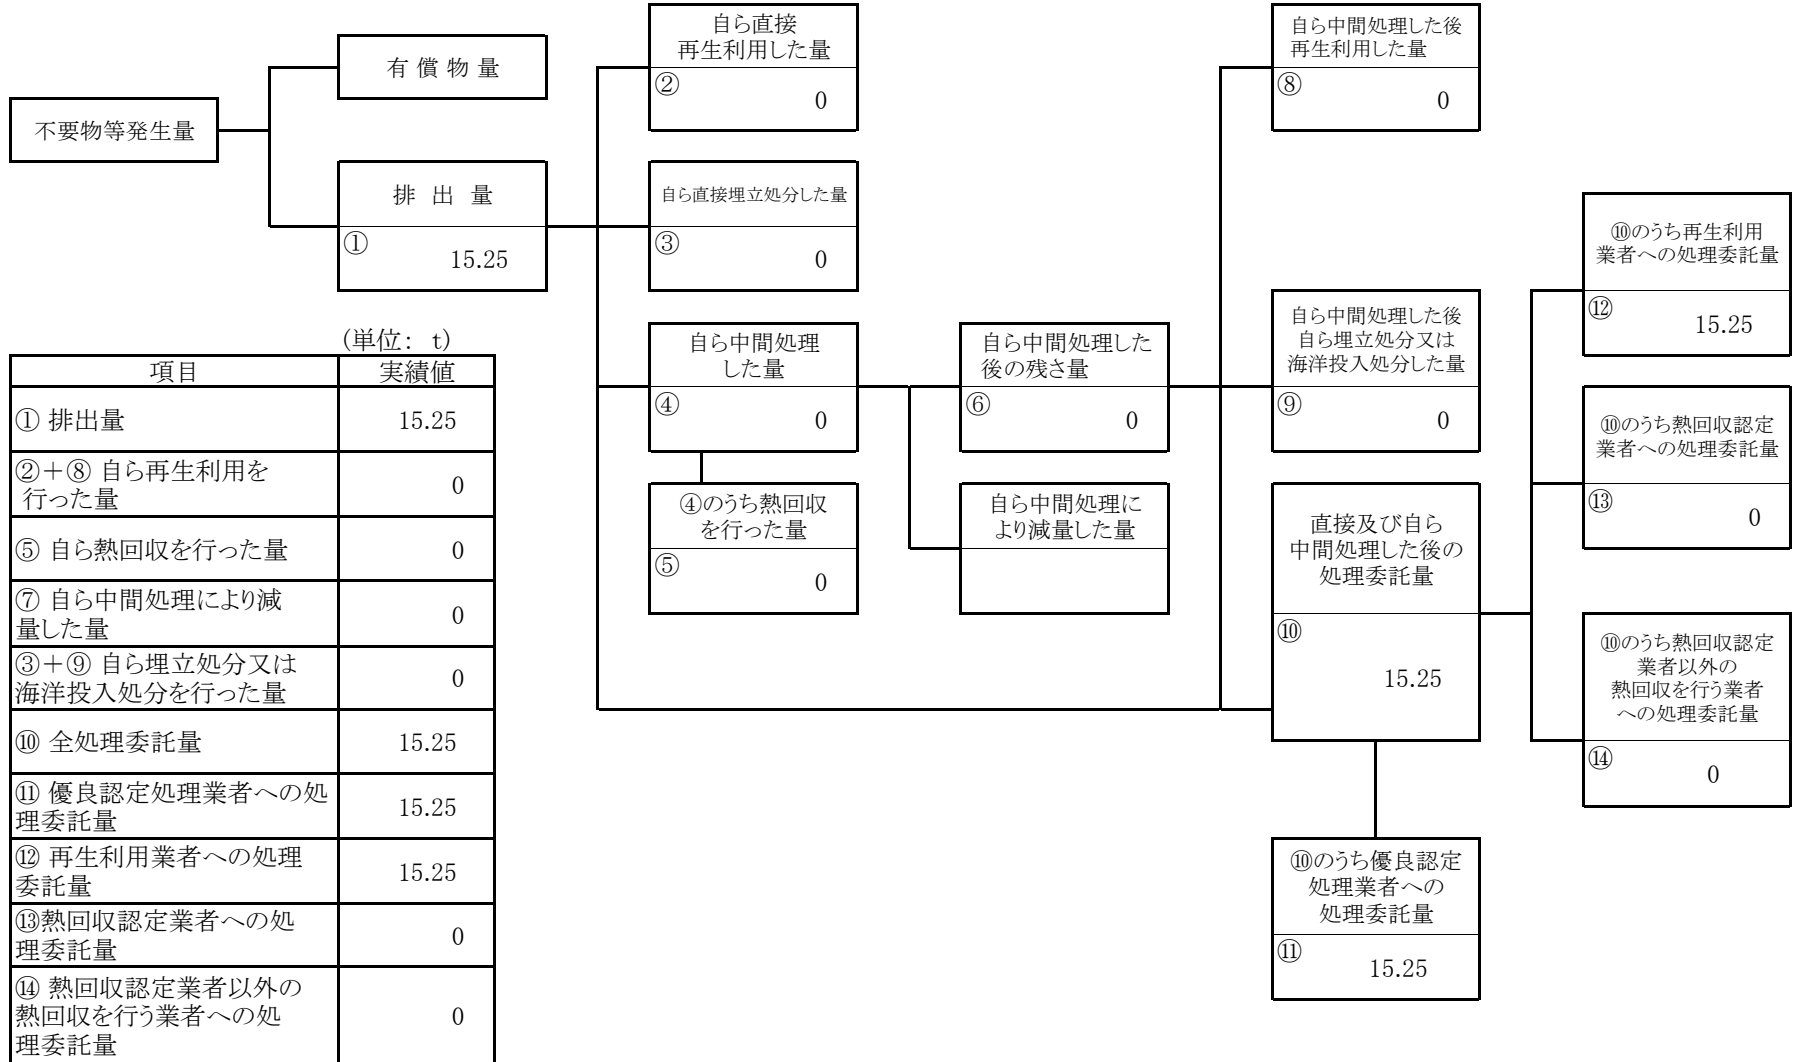 不要物等発生量
有償物量
排出量
①
15.25
自ら直接
再生利用した量
②
0
自ら直接埋立処分した量
③
0
自ら中間処理
した量
④
0
④のうち熱回収
を行った量
⑤
0
自ら中間処理した
後の残さ量
⑥
0
自ら中間処理に
より減量した量
自ら中間処理した後
再生利用した量
⑧
0
自ら中間処理した後
自ら埋立処分又は
海洋投入処分した量
⑨
0
直接及び自ら
中間処理した後の
処理委託量
⑩
15.25
⑩のうち優良認定
処理業者への
処理委託量
⑪
15.25
⑩のうち再生利用
業者への処理委託量
⑫
15.25
⑩のうち熱回収認定
業者への処理委託量
⑬
0
⑩のうち熱回収認定
業者以外の
熱回収を行う業者
への処理委託量
⑭
0
(単位: t)
項目 実績値
① 排出量 15.25
②+⑧ 自ら再生利用を
行った量 0
⑤ 自ら熱回収を行った量 0
⑦ 自ら中間処理により減
量した量 0
③+⑨ 自ら埋立処分又は
海洋投入処分を行った量 0
⑩ 全処理委託量 15.25
⑪ 優良認定処理業者への処
理委託量 15.25
⑫ 再生利用業者への処理
委託量 15.25
⑬熱回収認定業者への処
理委託量 0
⑭ 熱回収認定業者以外の
熱回収を行う業者への処
理委託量 0